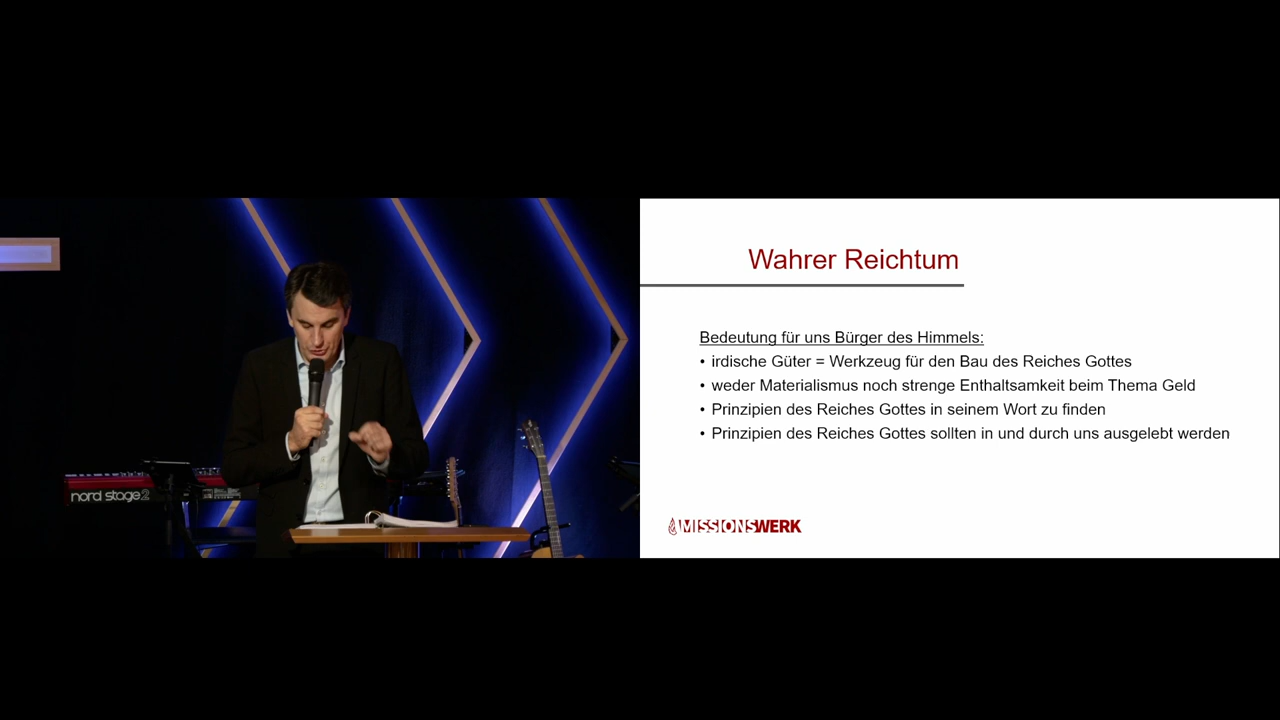 nord stage 2
Wahrer Reichtum
Bedeutung für uns Bürger des Himmels:
• irdische Güter = Werkzeug für den Bau des Reiches Gottes
• weder Materialismus noch strenge Enthaltsamkeit beim Thema Geld
• Prinzipien des Reiches Gottes in seinem Wort zu finden
• Prinzipien des Reiches Gottes sollten in und durch uns ausgelebt werden
MISSIONSWERK